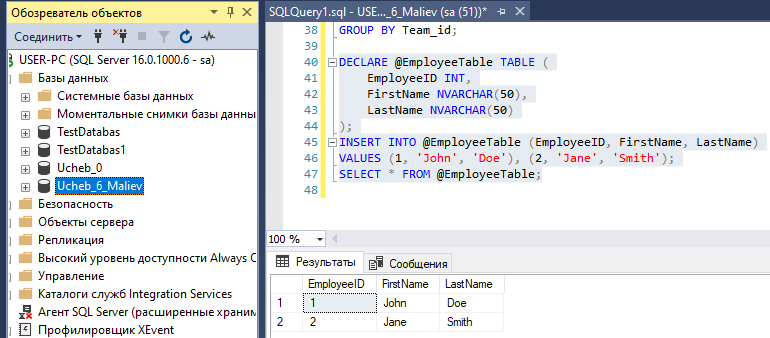 Обозреватель объектов
Соединить
USER-PC (SQL Server 16.0.1000.6 - sa)
Базы данных
Системные базы данных
Моментальные снимки базы данн
TestDatabas
TestDatabas1
Ucheb_0
Ucheb_6_Maliev
Безопасность
Объекты сервера
Репликация
Высокий уровень доступности Always O
Управление
Каталоги служб Integration Services
Агент SQL Server (расширенные храним
Профилировщик XEvent
SQLQuery1.sql - USE..._6_Maliev (sa (51))*
38 GROUP BY Team_id;
39
40 DECLARE @EmployeeTable TABLE (
41 EmployeeID INT,
42 FirstName NVARCHAR(50),
43 LastName NVARCHAR(50)
44 );
45 INSERT INTO @EmployeeTable (EmployeeID, FirstName, LastName)
46 VALUES (1, 'John', 'Doe'), (2, 'Jane', 'Smith');
47 SELECT * FROM @EmployeeTable;
48
100 %
Результаты Сообщения
EmployeeID FirstName LastName
1 1 John Doe
2 2 Jane Smith